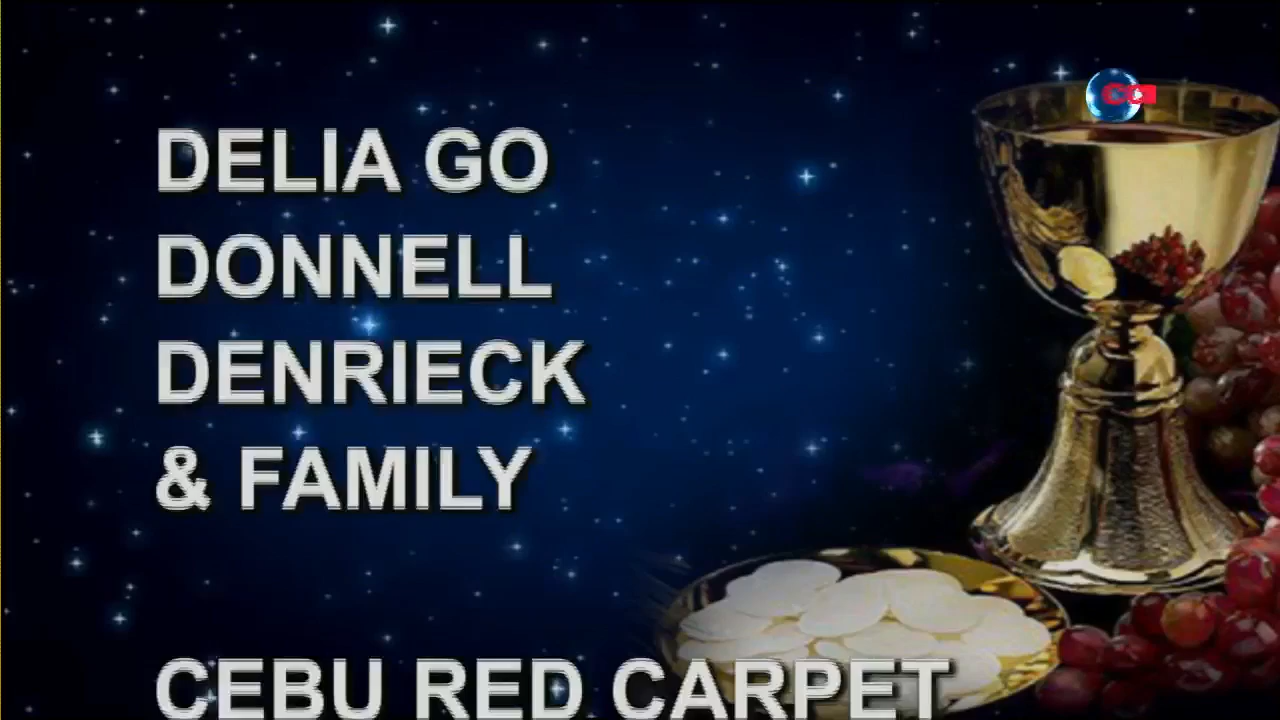 DELIA GO
DONNELL
DENRIECK
& FAMILY
CEBU RED CARPET